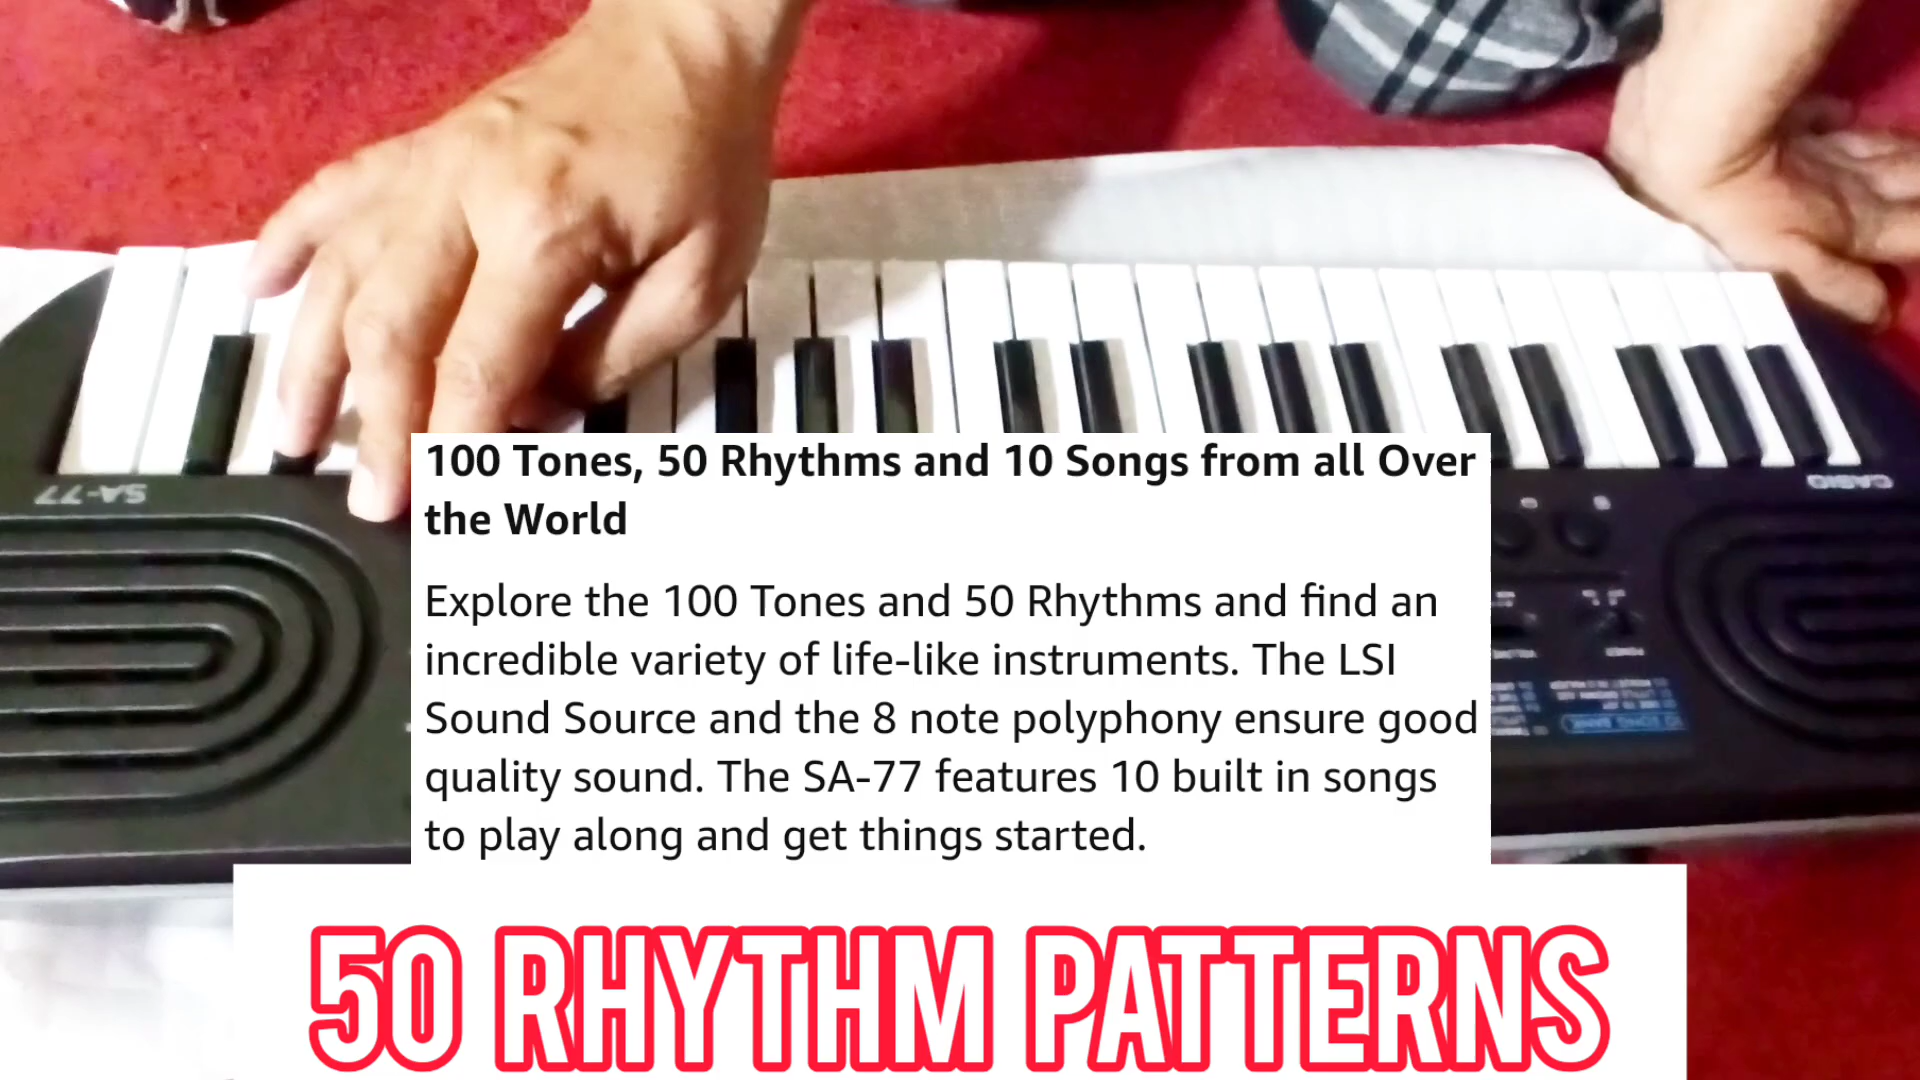 SA-77
CASIO
100 Tones, 50 Rhythms and 10 Songs from all Over
the World
Explore the 100 Tones and 50 Rhythms and find an
incredible variety of life-like instruments. The LSI
Sound Source and the 8 note polyphony ensure good
quality sound. The SA-77 features 10 built in songs
to play along and get things started.
50 RHYTHM PATTERNS